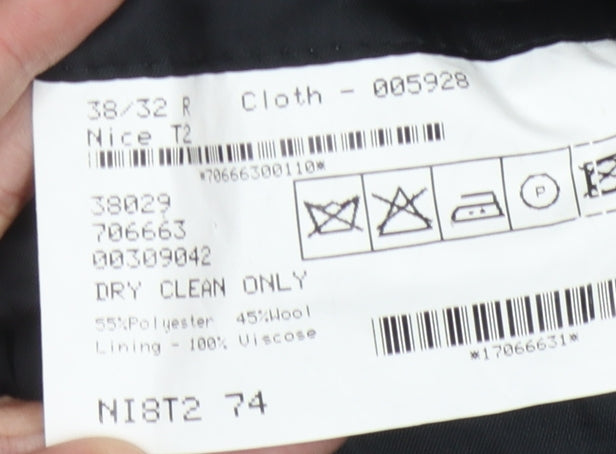 38/32 R Cloth - 005928
Nice T2
*70666300110*
38029
706663
00309042
P
DRY CLEAN ONLY
55%Polyester 45%Wool
Lining - 100% Viscose
*17066631*
NI8T2 74